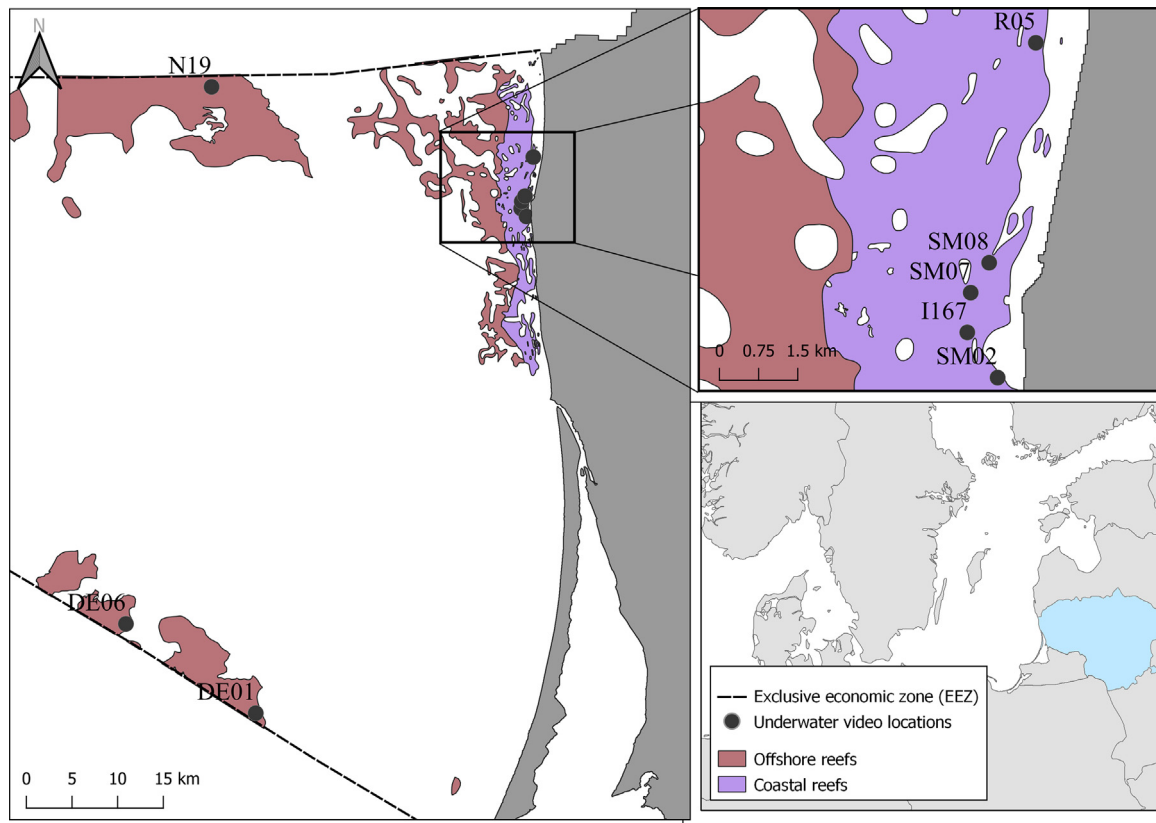 N
N19
DE06
DE01
0 5 10 15 km
R05
SM08
SM07
I167
SM02
0 0.75 1.5 km
Exclusive economic zone (EEZ)
Underwater video locations
Offshore reefs
Coastal reefs